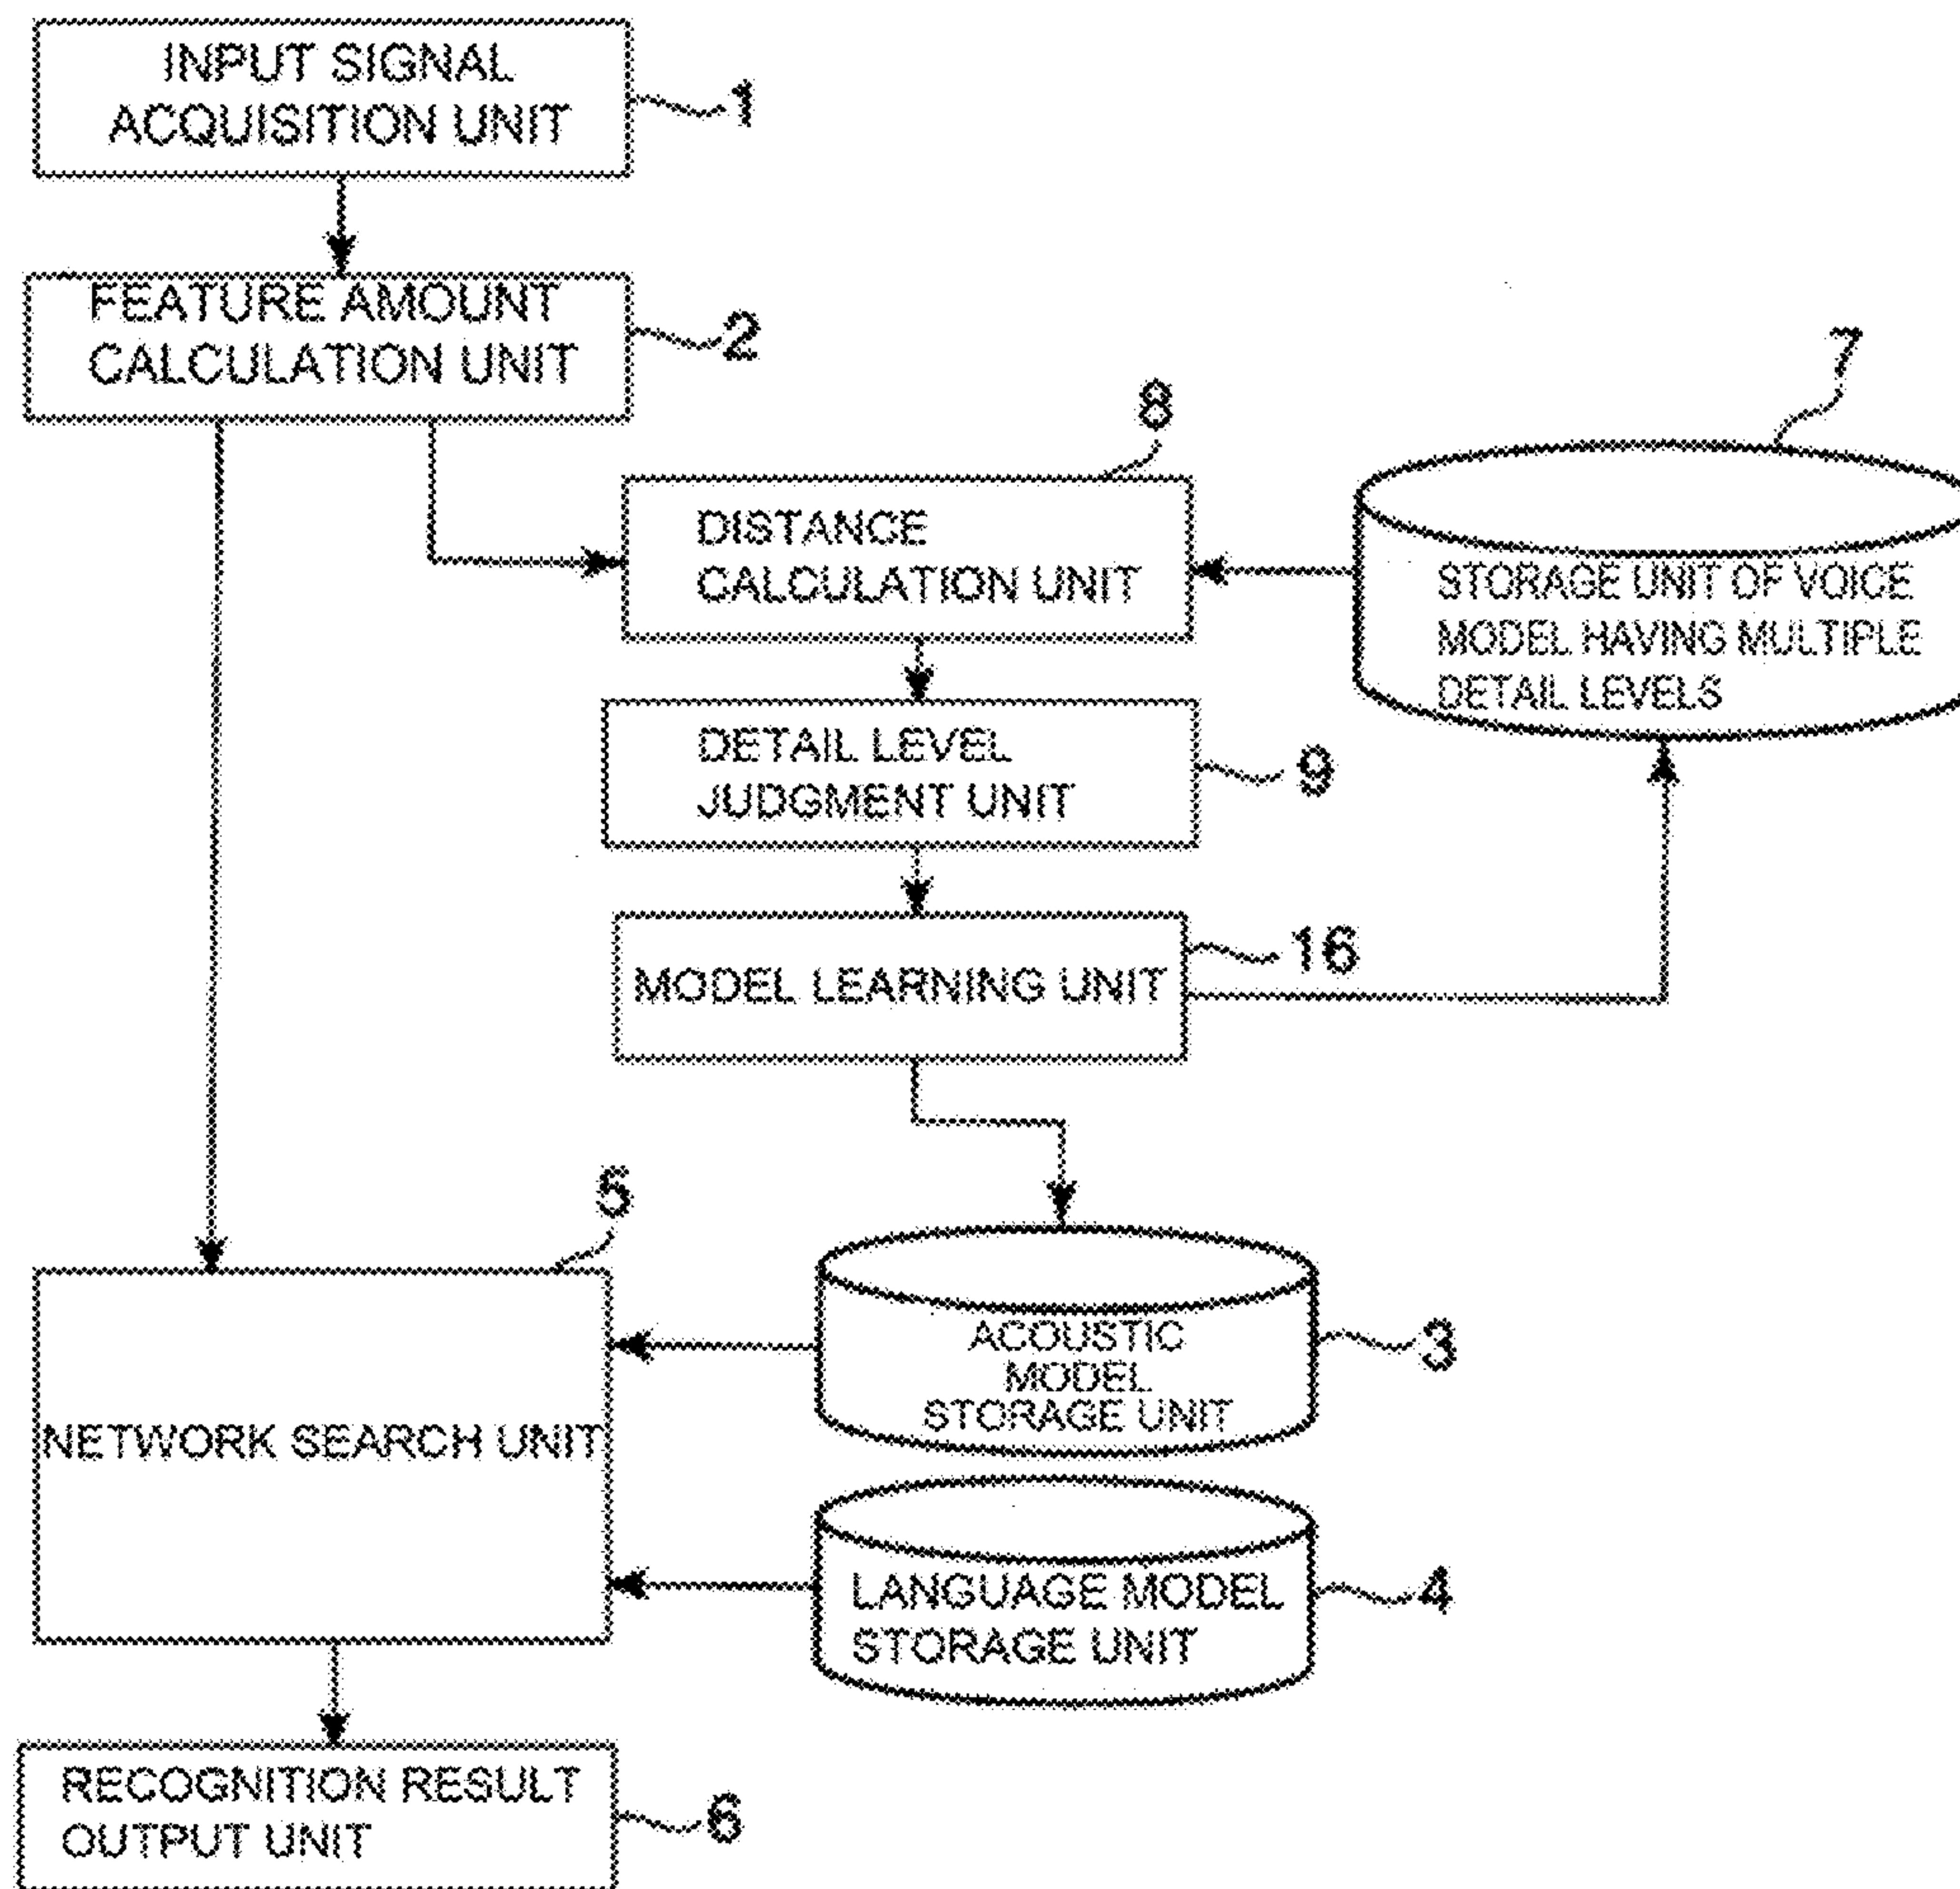 INPUT SIGNAL
ACQUISITION UNIT
1
FEATURE AMOUNT
CALCULATION UNIT
2
7
8
DISTANCE
CALCULATION UNIT
STORAGE UNIT OF VOICE
MODEL HAVING MULTIPLE
DETAIL LEVELS
DETAIL LEVEL
JUDGMENT UNIT
9
MODEL LEARNING UNIT
16
5
NETWORK SEARCH UNIT
ACOUSTIC
MODEL
STORAGE UNIT
3
LANGUAGE MODEL
STORAGE UNIT
4
RECOGNITION RESULT
OUTPUT UNIT
6